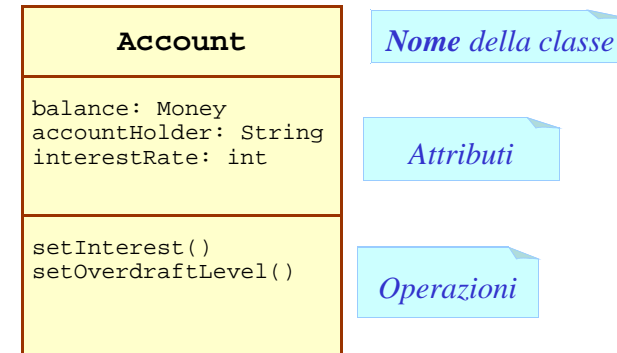 Account
Nome della classe
balance: Money
accountHolder: String
interestRate: int
Attributi
setInterest()
setOverdraftLevel()
Operazioni